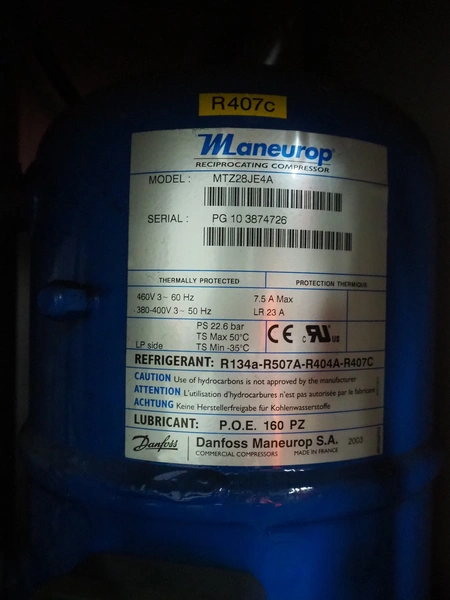 R407c
Maneurop
RECIPROCATING COMPRESSOR
MODEL : MTZ28JE4A
SERIAL : PG 10 3874726
THERMALLY PROTECTED PROTECTION THERMIQUE
460V 3~ 60 Hz 7.5 A Max
380-400V 3~ 50 Hz LR 23 A
PS 22.6 bar
TS Max 50°C
LP side TS Min -35°C
CE c RU us
REFRIGERANT: R134a-R507A-R404A-R407C
CAUTION Use of hydrocarbons is not approved by the manufacturer
ATTENTION L'utilisation d'hydrocarbures n'est pas autorisée par le fabricant
ACHTUNG Keine Herstellerfreigabe für Kohlenwasserstoffe
LUBRICANT: P.O.E. 160 PZ
Danfoss Danfoss Maneurop S.A. 2003
COMMERCIAL COMPRESSORS MADE IN FRANCE